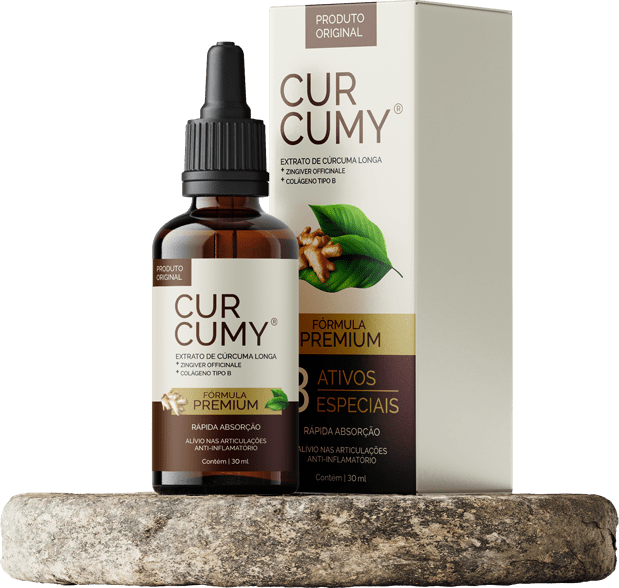 PRODUTO
ORIGINAL
CUR
CUMY®
EXTRATO DE CÚRCUMA LONGA
+ ZINGIVER OFFICINALE
+ COLÁGENO TIPO B
FÓRMULA
PREMIUM
3 ATIVOS
ESPECIAIS
RÁPIDA ABSORÇÃO
ALIVIO NAS ARTICULAÇÕES
ANTI-INFLAMATÓRIO
Contém | 30 ml
PRODUTO
ORIGINAL
CUR
CUMY®
EXTRATO DE CÚRCUMA LONGA
+ ZINGIVER OFFICINALE
+ COLÁGENO TIPO B
FÓRMULA
PREMIUM
RÁPIDA ABSORÇÃO
ALÍVIO NAS ARTICULAÇÕES
ANTI-INFLAMATÓRIO
Contém | 30 ml